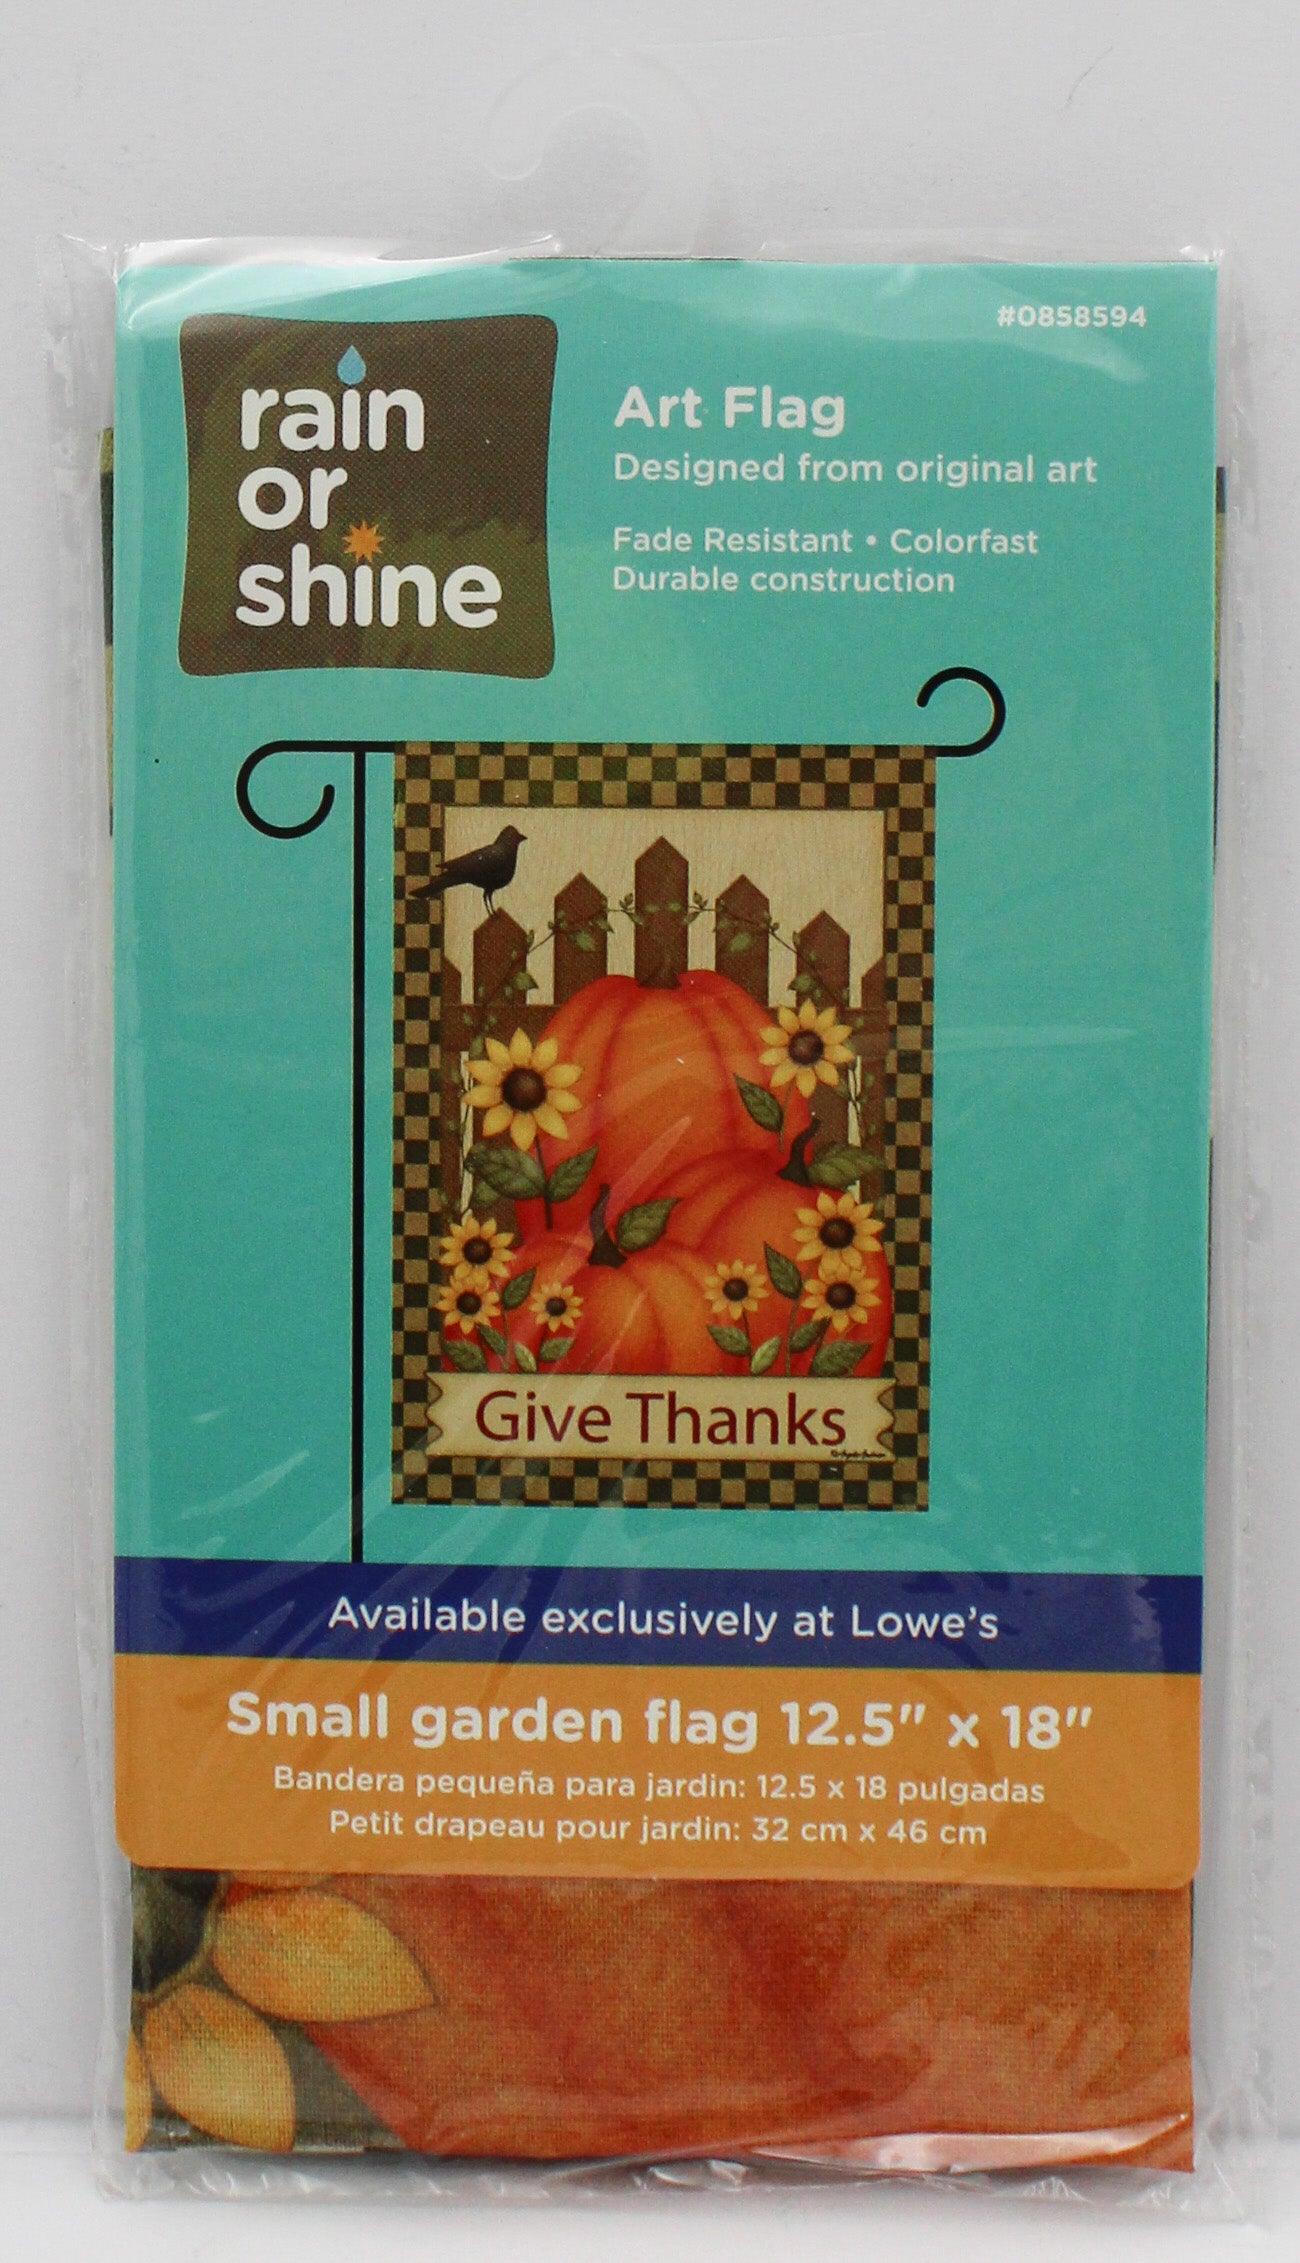 #0858594
rain
or
shine
Art Flag
Designed from original art
Fade Resistant • Colorfast
Durable construction
Give Thanks
Available exclusively at Lowe's
Small garden flag 12.5" x 18"
Bandera pequeña para jardin: 12.5 x 18 pulgadas
Petit drapeau pour jardin: 32 cm x 46 cm